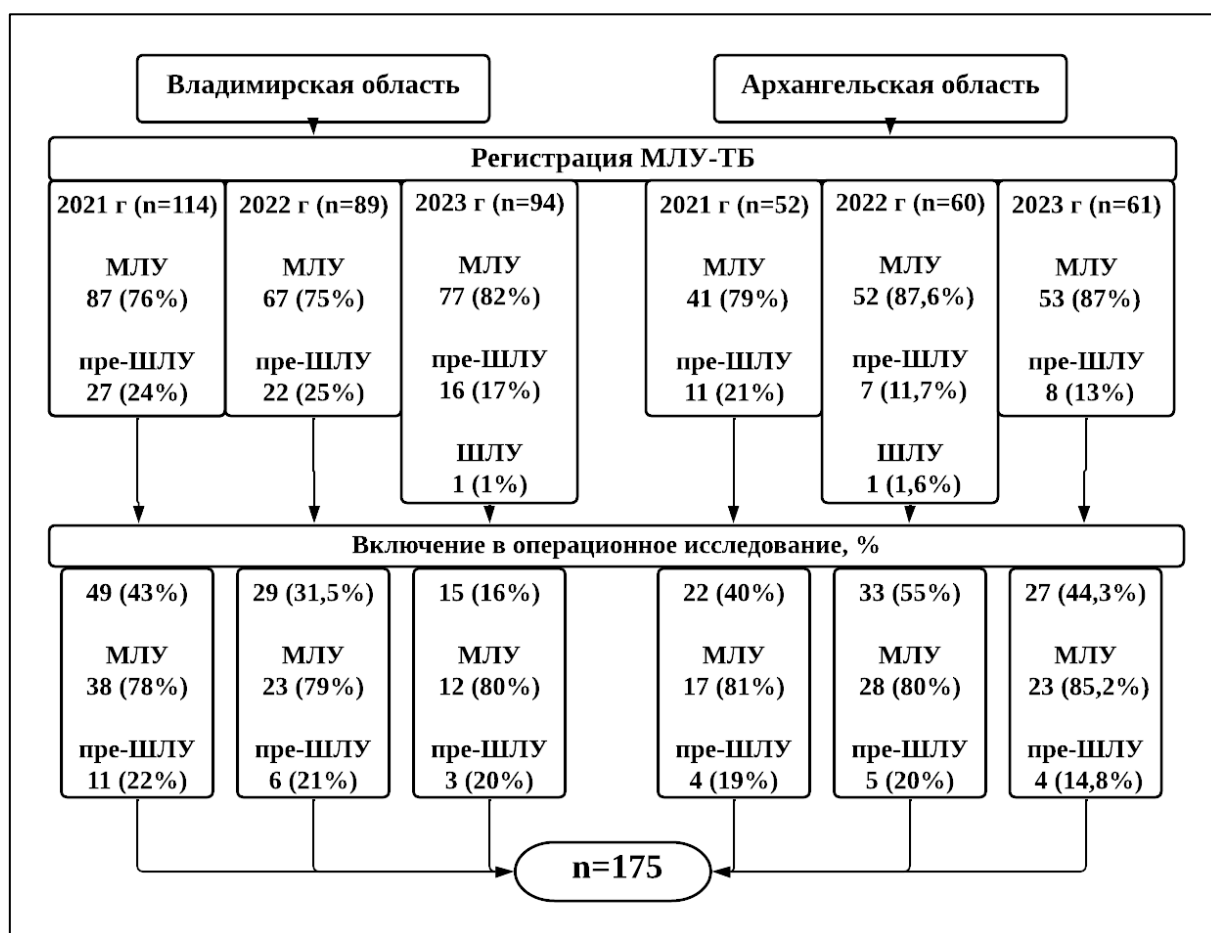 Владимирская область
Архангельская область
Регистрация МЛУ-ТБ
2021 г (n=114)
МЛУ
87 (76%)
пре-ШЛУ
27 (24%)
2022 г (n=89)
МЛУ
67 (75%)
пре-ШЛУ
22 (25%)
2023 г (n=94)
МЛУ
77 (82%)
пре-ШЛУ
16 (17%)
ШЛУ
1 (1%)
2021 г (n=52)
МЛУ
41 (79%)
пре-ШЛУ
11 (21%)
2022 г (n=60)
МЛУ
52 (87,6%)
пре-ШЛУ
7 (11,7%)
ШЛУ
1 (1,6%)
2023 г (n=61)
МЛУ
53 (87%)
пре-ШЛУ
8 (13%)
Включение в операционное исследование, %
49 (43%)
МЛУ
38 (78%)
пре-ШЛУ
11 (22%)
29 (31,5%)
МЛУ
23 (79%)
пре-ШЛУ
6 (21%)
15 (16%)
МЛУ
12 (80%)
пре-ШЛУ
3 (20%)
22 (40%)
МЛУ
17 (81%)
пре-ШЛУ
4 (19%)
33 (55%)
МЛУ
28 (80%)
пре-ШЛУ
5 (20%)
27 (44,3%)
МЛУ
23 (85,2%)
пре-ШЛУ
4 (14,8%)
n=175